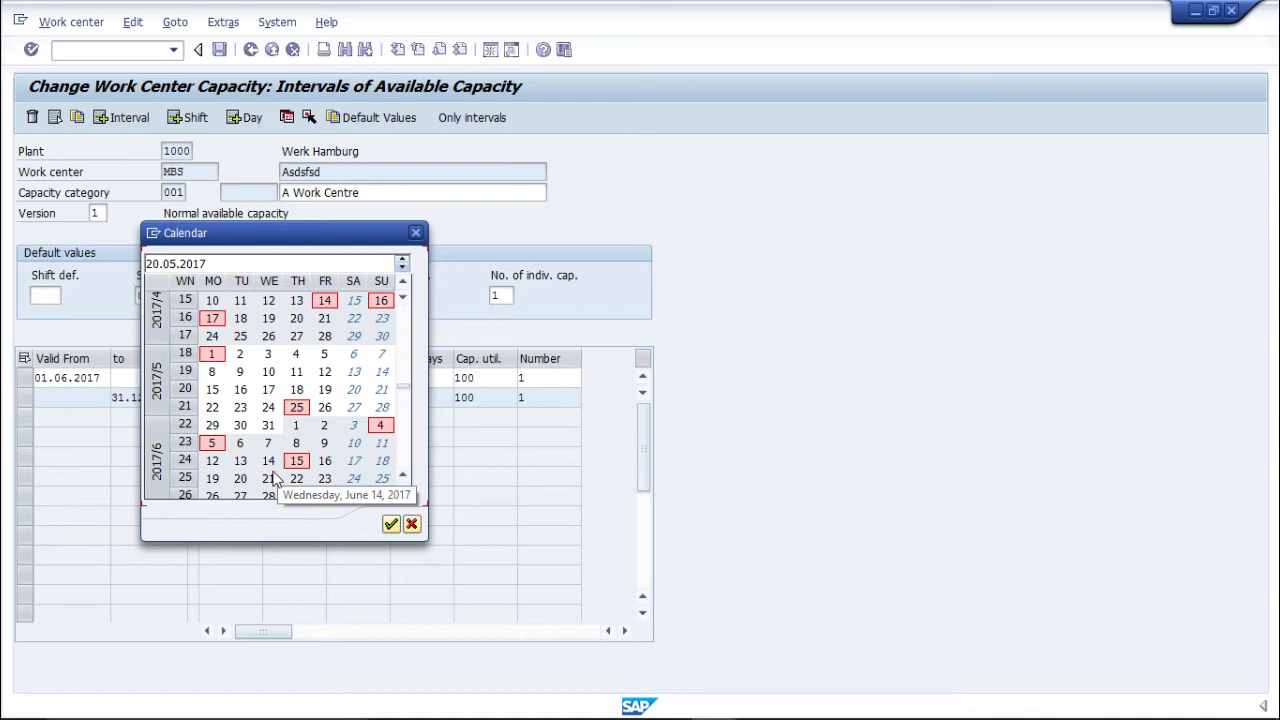 Work center Edit Goto Extras System Help
Change Work Center Capacity: Intervals of Available Capacity
Interval Shift Day Default Values Only intervals
Plant 1000 Werk Hamburg
Work center MBS Asdsfsd
Capacity category 001 A Work Centre
Version 1 Normal available capacity
Calendar
Default values
20.05.2017
Shift def. No. of indiv. cap.
WN MO TU WE TH FR SA SU
1
2017/4
15 10 11 12 13 14 15 16
16 17 18 19 20 21 22 23
17 24 25 26 27 28 29 30
2017/5
18 1 2 3 4 5 6 7
19 8 9 10 11 12 13 14
20 15 16 17 18 19 20 21
21 22 23 24 25 26 27 28
2017/6
22 29 30 31 1 2 3 4
23 5 6 7 8 9 10 11
24 12 13 14 15 16 17 18
25 19 20 21 22 23 24 25
26 26 27 28
Wednesday, June 14, 2017
Valid From to ays Cap. util. Number
01.06.2017 100 1
31.12 100 1
SAP